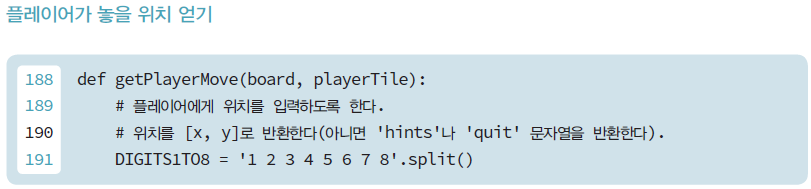 플레이어가 놓을 위치 얻기
188 def getPlayerMove(board, playerTile):
189     # 플레이어에게 위치를 입력하도록 한다.
190     # 위치를 [x, y]로 반환한다(아니면 'hints'나 'quit' 문자열을 반환한다).
191     DIGITS1TO8 = '1 2 3 4 5 6 7 8'.split()